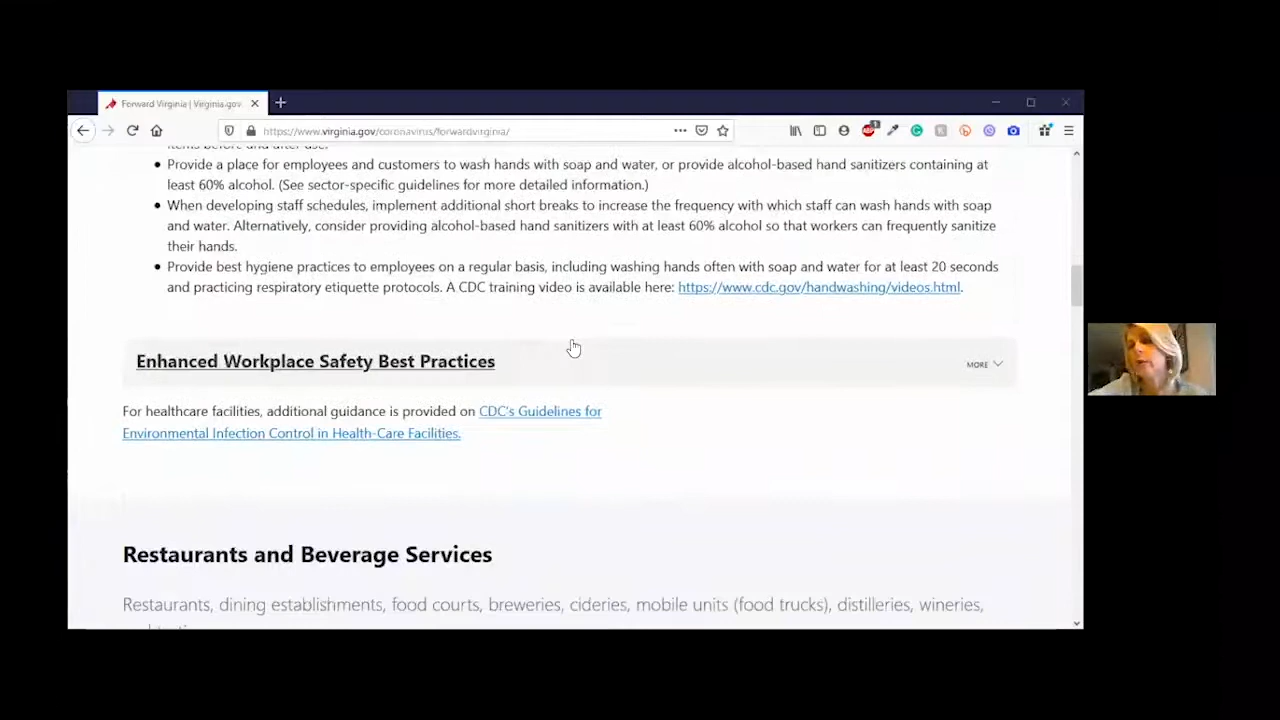 Forward Virginia | Virginia.gov
https://www.virginia.gov/coronavirus/forwardvirginia/
items before and after use.
• Provide a place for employees and customers to wash hands with soap and water, or provide alcohol-based hand sanitizers containing at
least 60% alcohol. (See sector-specific guidelines for more detailed information.)
• When developing staff schedules, implement additional short breaks to increase the frequency with which staff can wash hands with soap
and water. Alternatively, consider providing alcohol-based hand sanitizers with at least 60% alcohol so that workers can frequently sanitize
their hands.
• Provide best hygiene practices to employees on a regular basis, including washing hands often with soap and water for at least 20 seconds
and practicing respiratory etiquette protocols. A CDC training video is available here: https://www.cdc.gov/handwashing/videos.html.
Enhanced Workplace Safety Best Practices MORE
For healthcare facilities, additional guidance is provided on CDC's Guidelines for
Environmental Infection Control in Health-Care Facilities.
Restaurants and Beverage Services
Restaurants, dining establishments, food courts, breweries, cideries, mobile units (food trucks), distilleries, wineries,